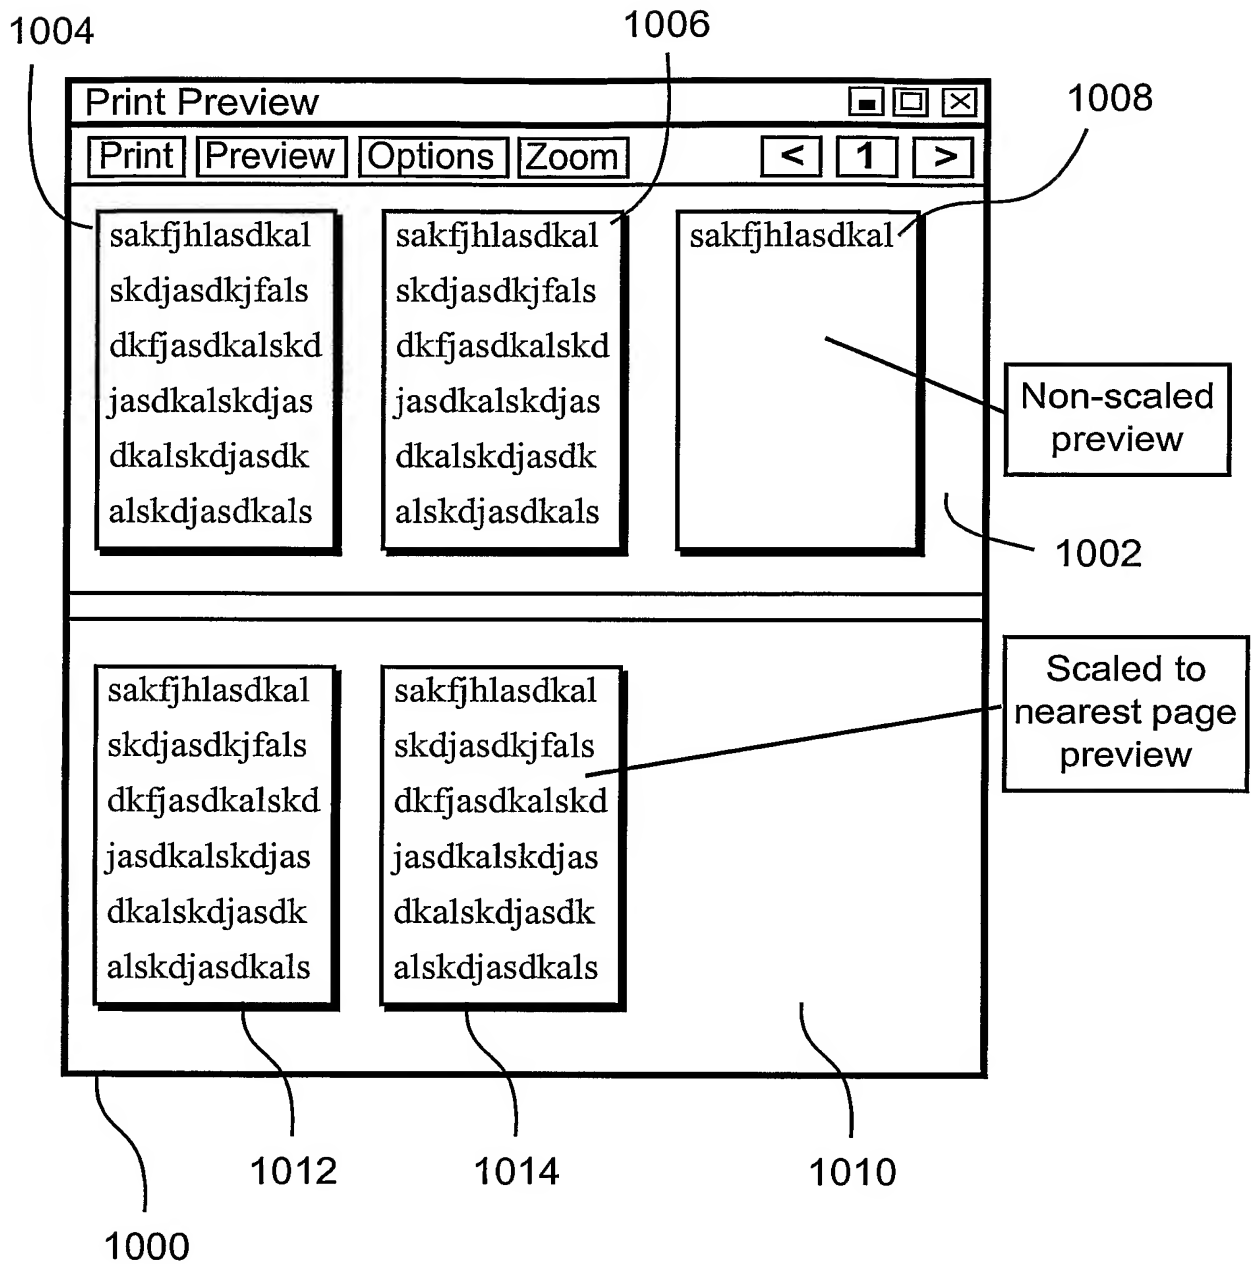 1004
1006
1008
Print Preview
Print Preview Options Zoom < 1 >
sakfjhlasdkal
skdjasdkjfals
dkfjasdkalskd
jasdkalskdjas
dkalskdjasdk
alskdjasdkals
sakfjhlasdkal
skdjasdkjfals
dkfjasdkalskd
jasdkalskdjas
dkalskdjasdk
alskdjasdkals
sakfjhlasdkal
Non-scaled
preview
1002
sakfjhlasdkal
skdjasdkjfals
dkfjasdkalskd
jasdkalskdjas
dkalskdjasdk
alskdjasdkals
sakfjhlasdkal
skdjasdkjfals
dkfjasdkalskd
jasdkalskdjas
dkalskdjasdk
alskdjasdkals
Scaled to
nearest page
preview
1012
1014
1010
1000